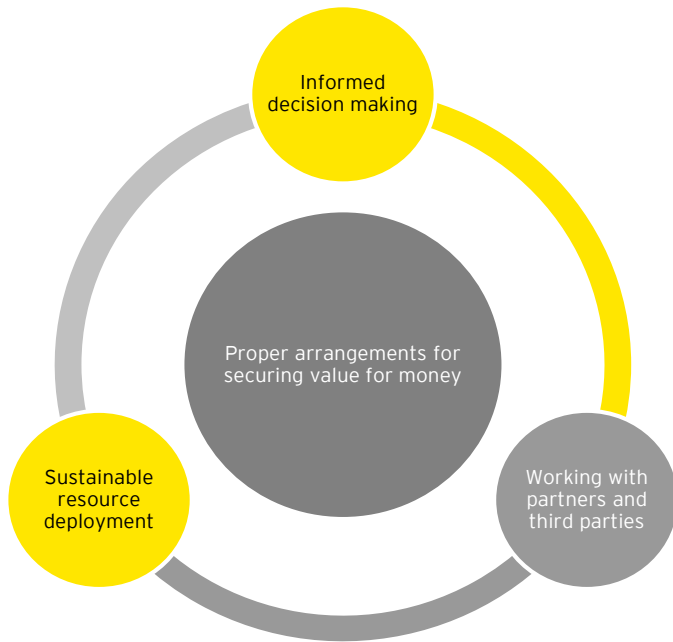 Informed
decision making
Proper arrangements for
securing value for money
Sustainable
resource
deployment
Working with
partners and
third parties